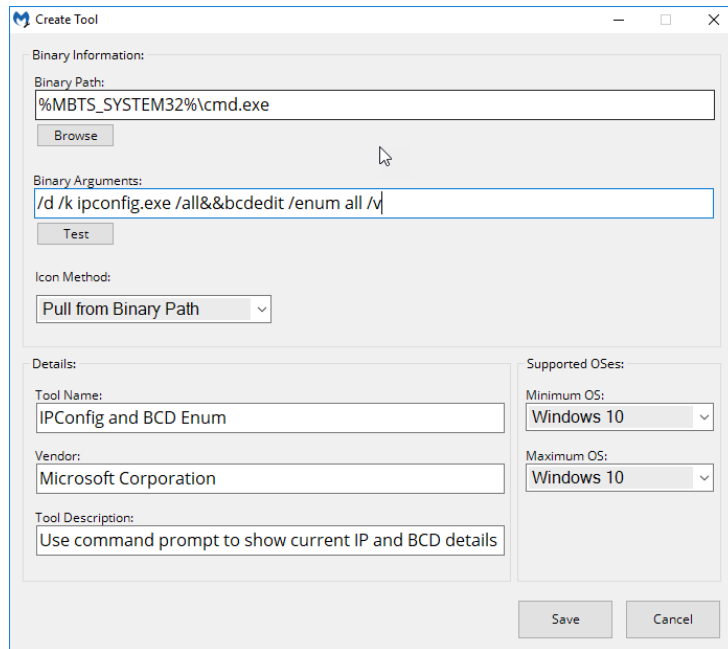 Create Tool
Binary Information:
Binary Path:
%MBTS_SYSTEM32%\cmd.exe
Browse
Binary Arguments:
/d /k ipconfig.exe /all&&bcdedit /enum all /v
Test
Icon Method:
Pull from Binary Path
Details:
Tool Name:
IPConfig and BCD Enum
Vendor:
Microsoft Corporation
Tool Description:
Use command prompt to show current IP and BCD details
Supported OSes:
Minimum OS:
Windows 10
Maximum OS:
Windows 10
Save
Cancel